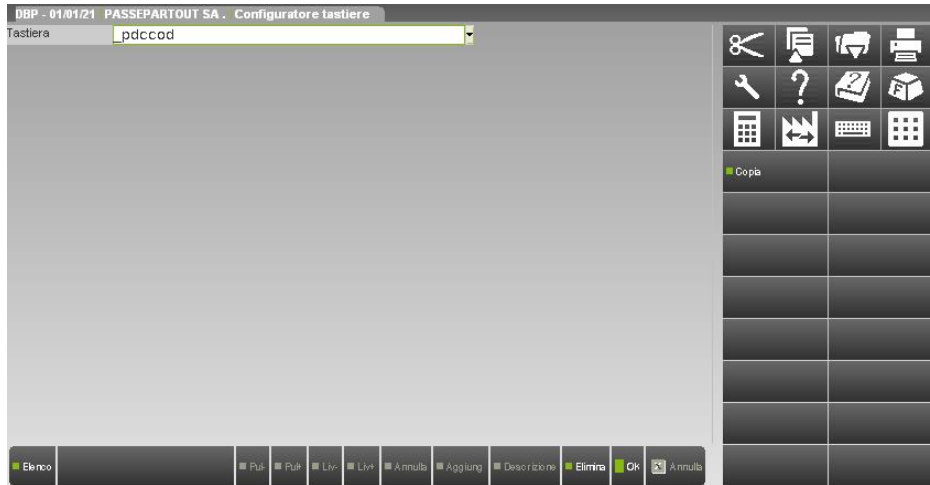 DBP - 01/01/21 PASSEPARTOUT SA . Configuratore tastiere
Tastiera _pdccod
Copia
Elenco Pul- Pul+ Liv- Liv+ Annulla Aggiung Descrizione Elimina OK Annulla